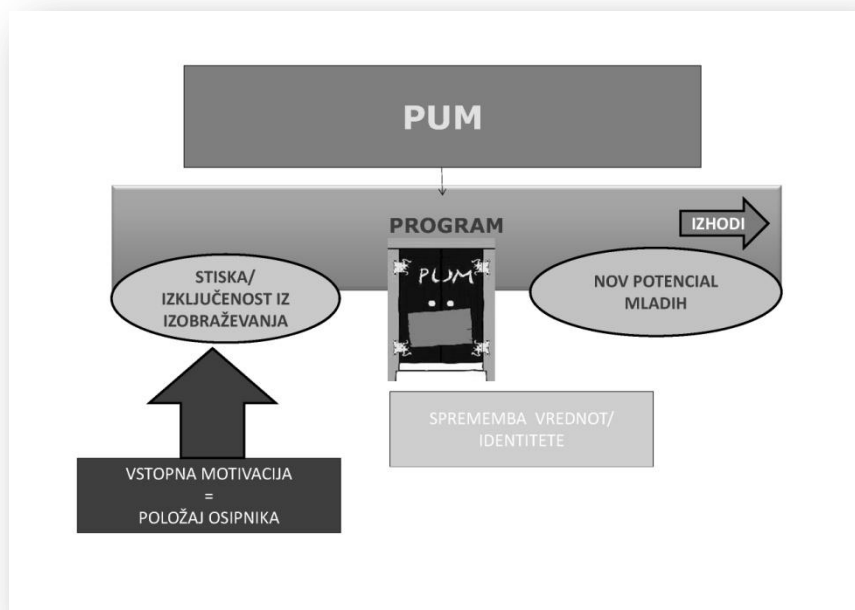 PUM
PROGRAM
IZHODI
STISKA/
IZKLJUČENOST IZ
IZOBRAŽEVANJA
PUM
NOV POTENCIAL
MLADIH
SPREMEMBA VREDNOT/
IDENTITETE
VSTOPNA MOTIVACIJA
=
POLOŽAJ OSIPNIKA